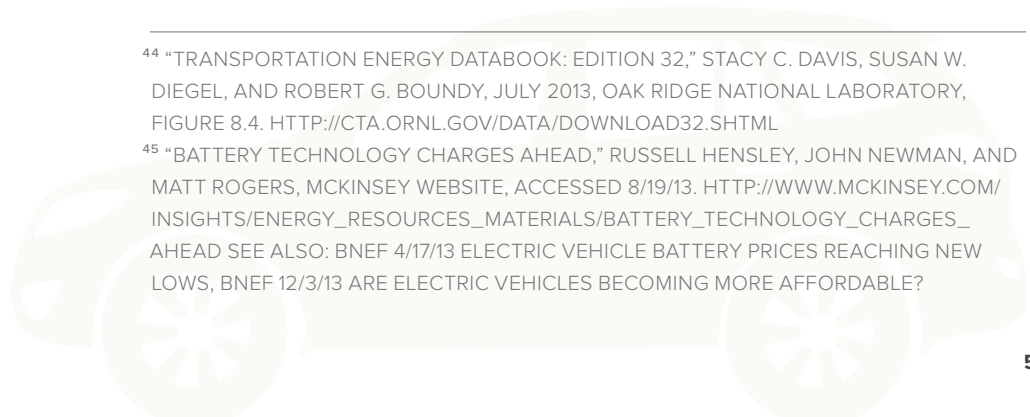 ⁴⁴ “TRANSPORTATION ENERGY DATABOOK: EDITION 32,” STACY C. DAVIS, SUSAN W.
DIEGEL, AND ROBERT G. BOUNDY, JULY 2013, OAK RIDGE NATIONAL LABORATORY,
FIGURE 8.4. HTTP://CTA.ORNL.GOV/DATA/DOWNLOAD32.SHTML
⁴⁵ “BATTERY TECHNOLOGY CHARGES AHEAD,” RUSSELL HENSLEY, JOHN NEWMAN, AND
MATT ROGERS, MCKINSEY WEBSITE, ACCESSED 8/19/13. HTTP://WWW.MCKINSEY.COM/
INSIGHTS/ENERGY_RESOURCES_MATERIALS/BATTERY_TECHNOLOGY_CHARGES_
AHEAD SEE ALSO: BNEF 4/17/13 ELECTRIC VEHICLE BATTERY PRICES REACHING NEW
LOWS, BNEF 12/3/13 ARE ELECTRIC VEHICLES BECOMING MORE AFFORDABLE?